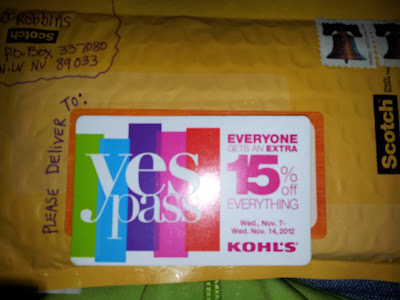 Robbins
Scotch
P.O. Box 337080
N.LV NV 89033
PLEASE DELIVER TO:
Scotch
yes
pass
EVERYONE
GETS AN EXTRA
15% off
EVERYTHING
Wed., Nov. 7-
Wed. Nov. 14, 2012
KOHL'S